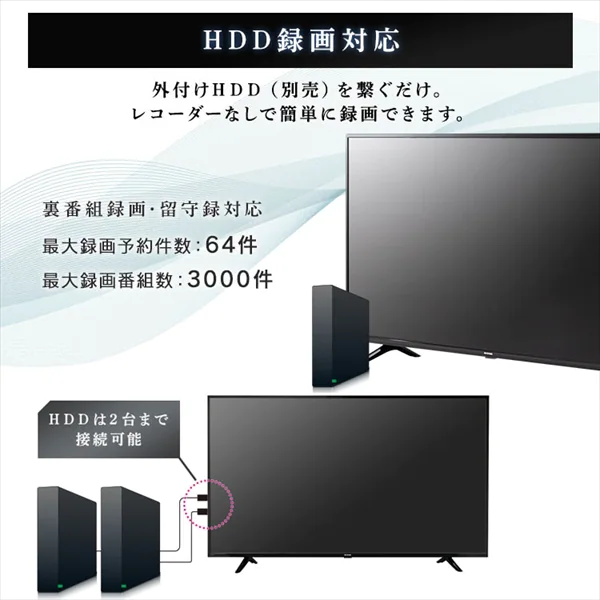 HDD録画対応
外付けHDD（別売）を繋ぐだけ。
レコーダーなしで簡単に録画できます。
裏番組録画・留守録対応
最大録画予約件数：64件
最大録画番組数：3000件
HDDは2台まで
接続可能